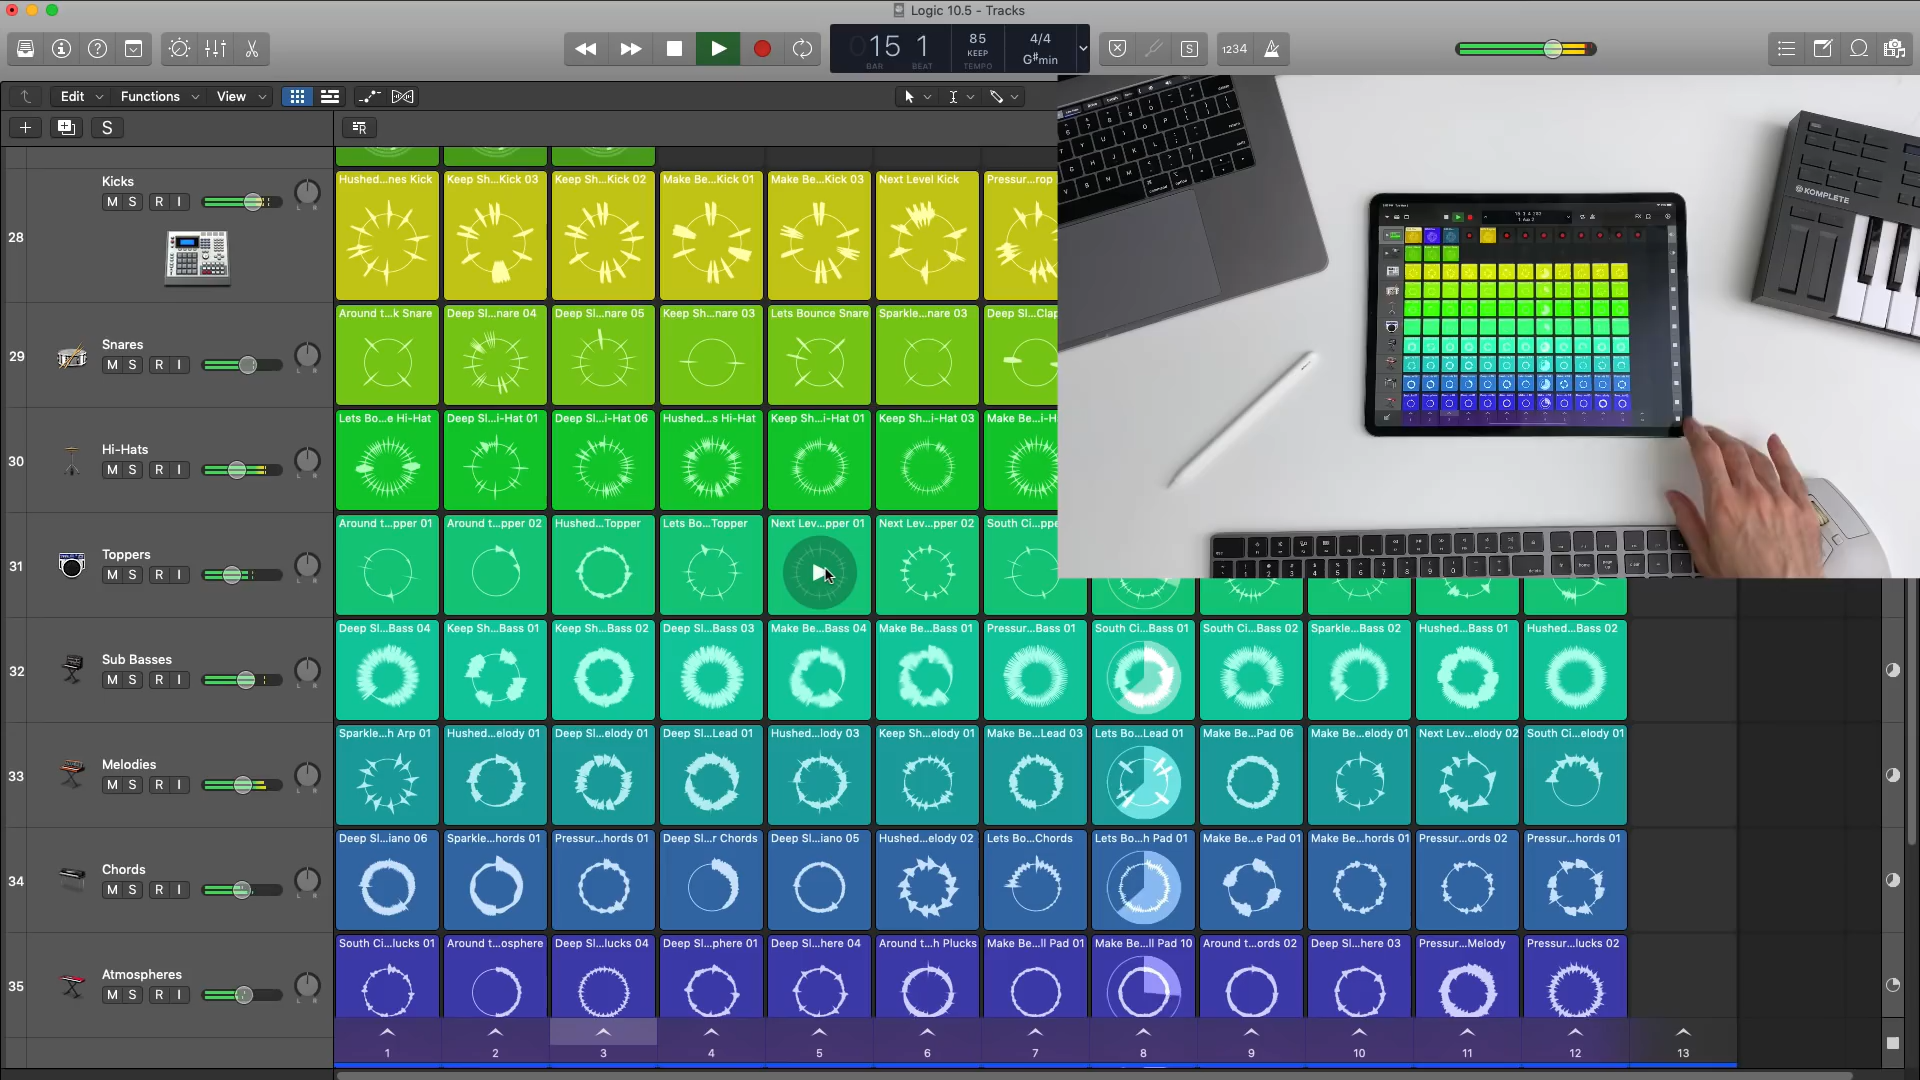 Logic 10.5 - Tracks
15 1
85
4/4
KEEP
G#min
BAR
BEAT
TEMPO
S
1234
Edit
Functions
View
S
Kicks
M S R I
28
Hushed...nes Kick
Keep Sh...Kick 03
Keep Sh...Kick 02
Make Be...Kick 01
Make Be...Kick 03
Next Level Kick
Pressur...rop
KOMPLETE
Snares
M S R I
29
Around t...k Snare
Deep Sl...nare 04
Deep Sl...nare 05
Keep Sh...nare 03
Lets Bounce Snare
Sparkle...nare 03
Deep Sl...Clap
Hi-Hats
M S R I
30
Lets Bo...e Hi-Hat
Deep Sl...i-Hat 01
Deep Sl...i-Hat 06
Hushed...s Hi-Hat
Keep Sh...i-Hat 01
Keep Sh...i-Hat 03
Make Be...i-H
Toppers
M S R I
31
Around t...pper 01
Around t...pper 02
Hushed...Topper
Lets Bo...Topper
Next Lev...pper 01
Next Lev...pper 02
South Ci...ppe
Sub Basses
M S R I
32
Deep Sl...Bass 04
Keep Sh...Bass 01
Keep Sh...Bass 02
Deep Sl...Bass 03
Make Be...Bass 04
Make Be...Bass 01
Pressur...Bass 01
South Ci...Bass 01
South Ci...Bass 02
Sparkle...Bass 02
Hushed...Bass 01
Hushed...Bass 02
Melodies
M S R I
33
Sparkle...h Arp 01
Hushed...elody 01
Deep Sl...elody 01
Deep Sl...Lead 01
Hushed...lody 03
Keep Sh...elody 01
Make Be...Lead 03
Lets Bo...Lead 01
Make Be...Pad 06
Make Be...elody 01
Next Lev...elody 02
South Ci...elody 01
Chords
M S R I
34
Deep Sl...iano 06
Sparkle...hords 01
Pressur...hords 01
Deep Sl...r Chords
Deep Sl...iano 05
Hushed...elody 02
Lets Bo...Chords
Lets Bo...h Pad 01
Make Be...e Pad 01
Make Be...hords 01
Pressur...ords 02
Pressur...hords 01
Atmospheres
M S R I
35
South Ci...lucks 01
Around t...osphere
Deep Sl...lucks 04
Deep Sl...phere 01
Deep Sl...here 04
Around t...h Plucks
Make Be...ll Pad 01
Make Be...ll Pad 10
Around t...ords 02
Deep Sl...here 03
Pressur...Melody
Pressur...lucks 02
1 2 3 4 5 6 7 8 9 10 11 12 13